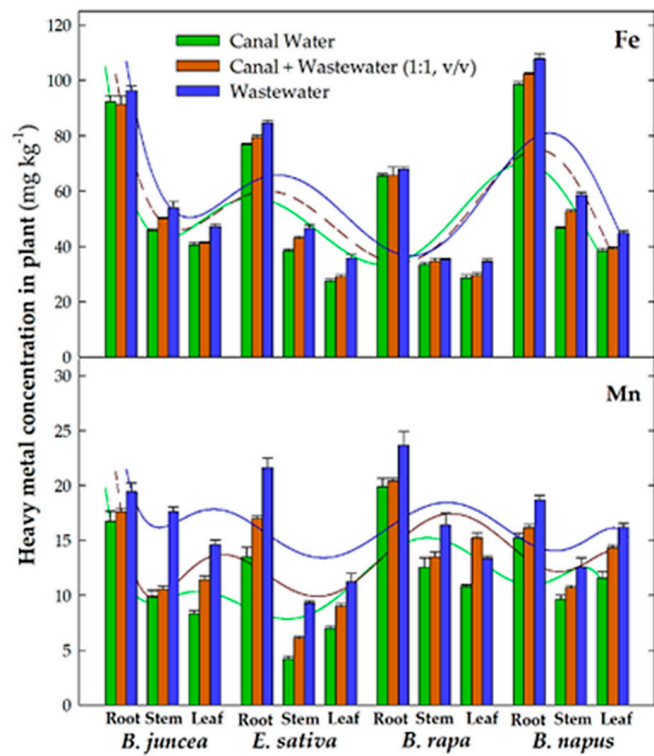 Heavy metal concentration in plant (mg kg⁻¹)
120
100
80
60
40
20
0
Fe
Canal Water
Canal + Wastewater (1:1, v/v)
Wastewater
30
25
20
15
10
5
0
Mn
Root Stem Leaf Root Stem Leaf Root Stem Leaf Root Stem Leaf
B. juncea E. sativa B. rapa B. napus